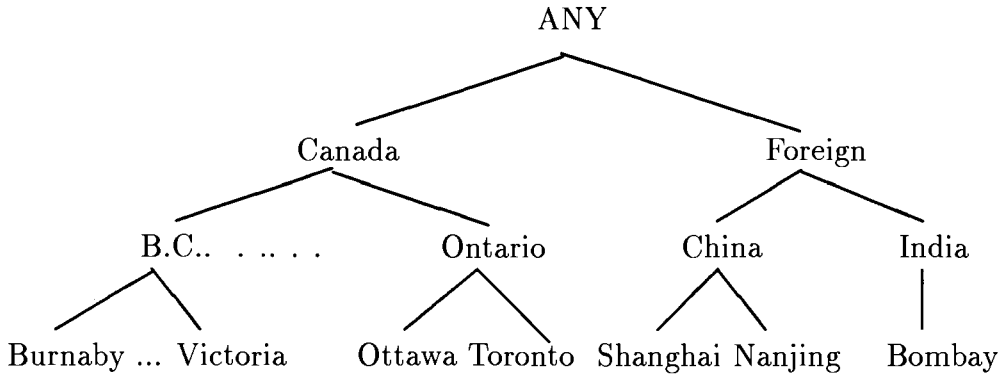 ANY
Canada Foreign
B.C.. . .. . . Ontario China India
Burnaby ... Victoria Ottawa Toronto Shanghai Nanjing Bombay